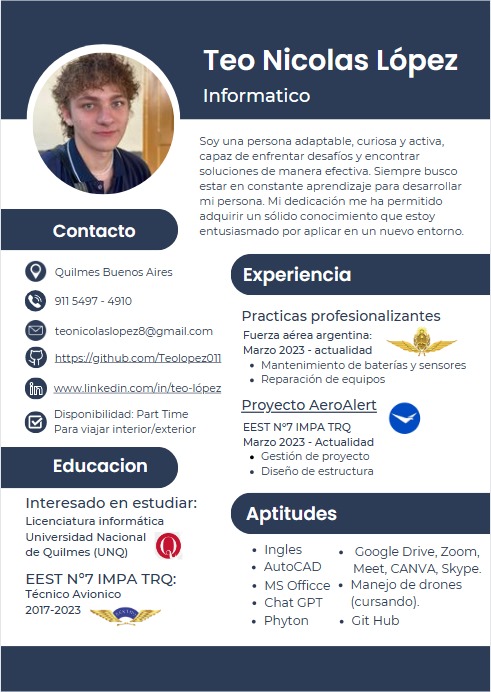 Teo Nicolas López
Informatico
Soy una persona adaptable, curiosa y activa,
capaz de enfrentar desafíos y encontrar
soluciones de manera efectiva. Siempre busco
estar en constante aprendizaje para desarrollar
mi persona. Mi dedicación me ha permitido
adquirir un sólido conocimiento que estoy
entusiasmado por aplicar en un nuevo entorno.
Contacto
Quilmes Buenos Aires
911 5497 - 4910
teonicolaslopez8@gmail.com
https://github.com/Teolopez011
www.linkedin.com/in/teo-lópez
Disponibilidad: Part Time
Para viajar interior/exterior
Educacion
Interesado en estudiar:
Licenciatura informática
Universidad Nacional
de Quilmes (UNQ)
EEST Nº7 IMPA TRQ:
Técnico Avionico
2017-2023
Experiencia
Practicas profesionalizantes
Fuerza aérea argentina:
Marzo 2023 - actualidad
• Mantenimiento de baterías y sensores
• Reparación de equipos
Proyecto AeroAlert
EEST Nº7 IMPA TRQ
Marzo 2023 - Actualidad
• Gestión de proyecto
• Diseño de estructura
Aptitudes
• Ingles
• AutoCAD
• MS Officce
• Chat GPT
• Phyton
• Google Drive, Zoom,
Meet, CANVA, Skype.
• Manejo de drones
(cursando).
• Git Hub